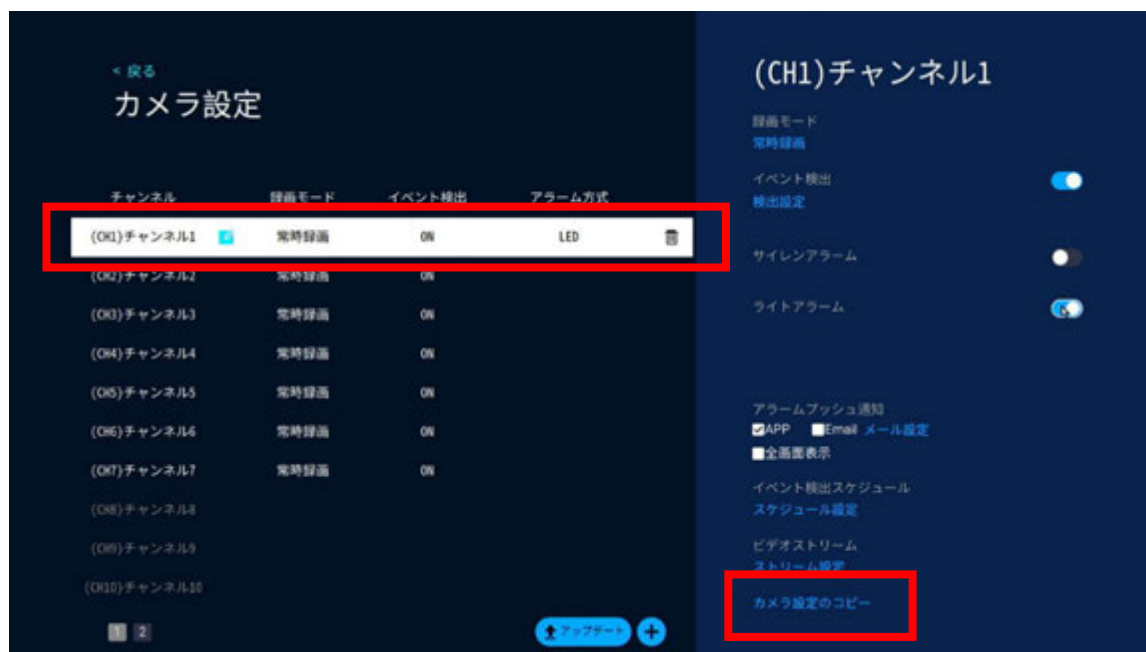 < 戻る
カメラ設定
チャンネル 録画モード イベント検出 アラーム方式
(CH1)チャンネル1 常時録画 ON LED
(CH2)チャンネル2 常時録画 ON
(CH3)チャンネル3 常時録画 ON
(CH4)チャンネル4 常時録画 ON
(CH5)チャンネル5 常時録画 ON
(CH6)チャンネル6 常時録画 ON
(CH7)チャンネル7 常時録画 ON
(CH8)チャンネル8
(CH9)チャンネル9
(CH10)チャンネル10
1 2
アップデート
(CH1)チャンネル1
録画モード
常時録画
イベント検出
検出設定
サイレンアラーム
ライトアラーム
アラームプッシュ通知
APP Email メール設定
全画面表示
イベント検出スケジュール
スケジュール設定
ビデオストリーム
ストリーム設定
カメラ設定のコピー